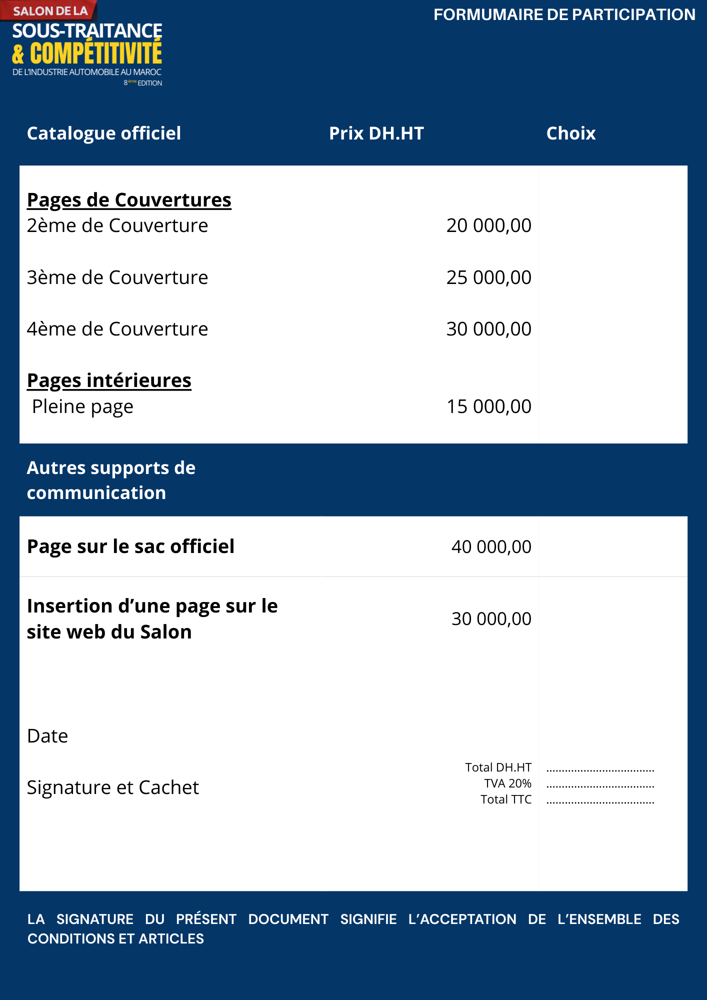 SALON DE LA
SOUS-TRAITANCE
& COMPÉTITIVITÉ
DE L'INDUSTRIE AUTOMOBILE AU MAROC
8ème EDITION
FORMUMAIRE DE PARTICIPATION
Catalogue officiel Prix DH.HT Choix
Pages de Couvertures
2ème de Couverture 20 000,00
3ème de Couverture 25 000,00
4ème de Couverture 30 000,00
Pages intérieures
Pleine page 15 000,00
Autres supports de
communication
Page sur le sac officiel 40 000,00
Insertion d’une page sur le
site web du Salon 30 000,00
Date
Signature et Cachet
Total DH.HT ...................................
TVA 20% ...................................
Total TTC ...................................
LA SIGNATURE DU PRÉSENT DOCUMENT SIGNIFIE L’ACCEPTATION DE L’ENSEMBLE DES
CONDITIONS ET ARTICLES